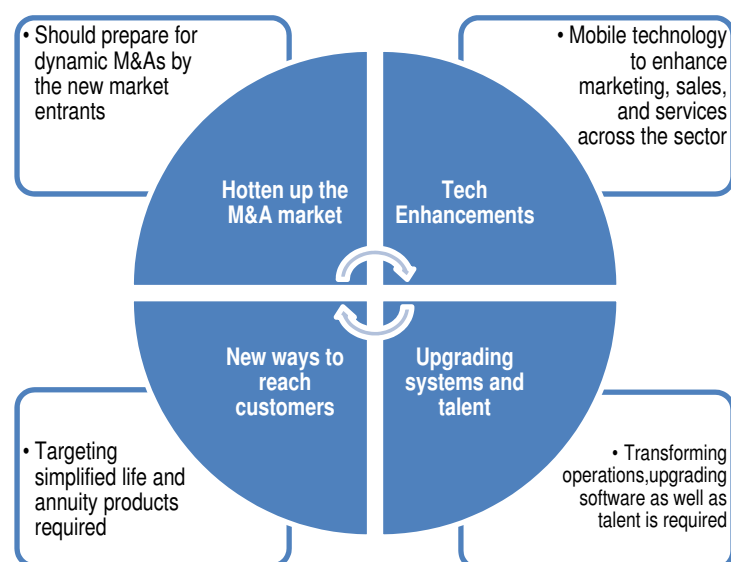 • Should prepare for
dynamic M&As by
the new market
entrants
• Mobile technology
to enhance
marketing, sales,
and services
across the sector
Hotten up the
M&A market
Tech
Enhancements
New ways to
reach
customers
Upgrading
systems and
talent
• Targeting
simplified life and
annuity products
required
• Transforming
operations,upgrading
software as well as
talent is required